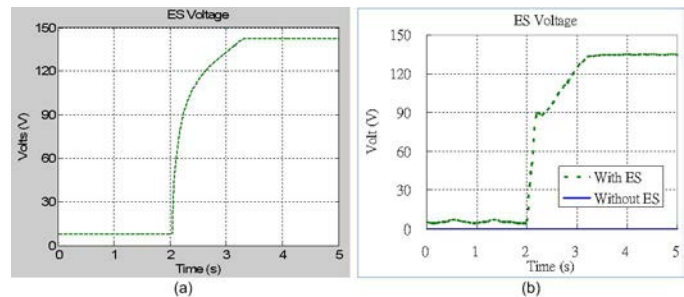 ES Voltage
150
120
90
60
30
0
Volts (V)
0 1 2 3 4 5
Time (s)
(a)
ES Voltage
150
120
90
60
30
0
Volt (V)
With ES
Without ES
0 1 2 3 4 5
Time (s)
(b)